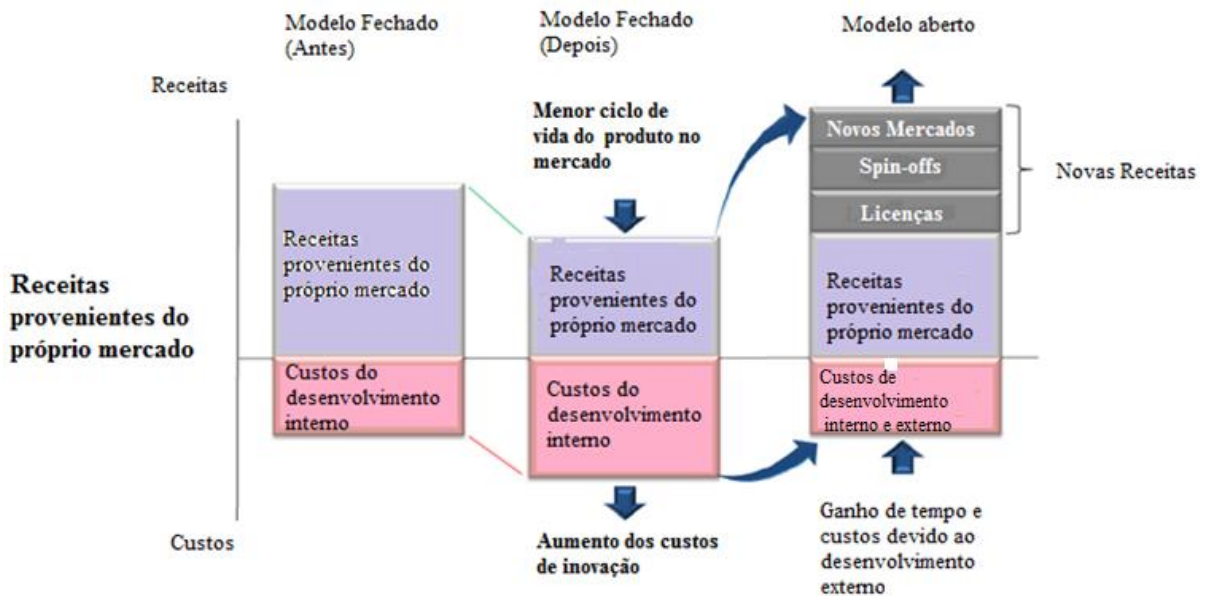 Modelo Fechado
(Antes)
Modelo Fechado
(Depois)
Modelo aberto
Receitas
Menor ciclo de
vida do produto no
mercado
Novos Mercados
Spin-offs
Licenças
Novas Receitas
Receitas
provenientes do
próprio mercado
Receitas
provenientes do
próprio mercado
Receitas
provenientes do
próprio mercado
Receitas
provenientes do
próprio mercado
Custos do
desenvolvimento
interno
Custos do
desenvolvimento
interno
Custos de
desenvolvimento
interno e externo
Custos
Aumento dos custos
de inovação
Ganho de tempo e
custos devido ao
desenvolvimento
externo